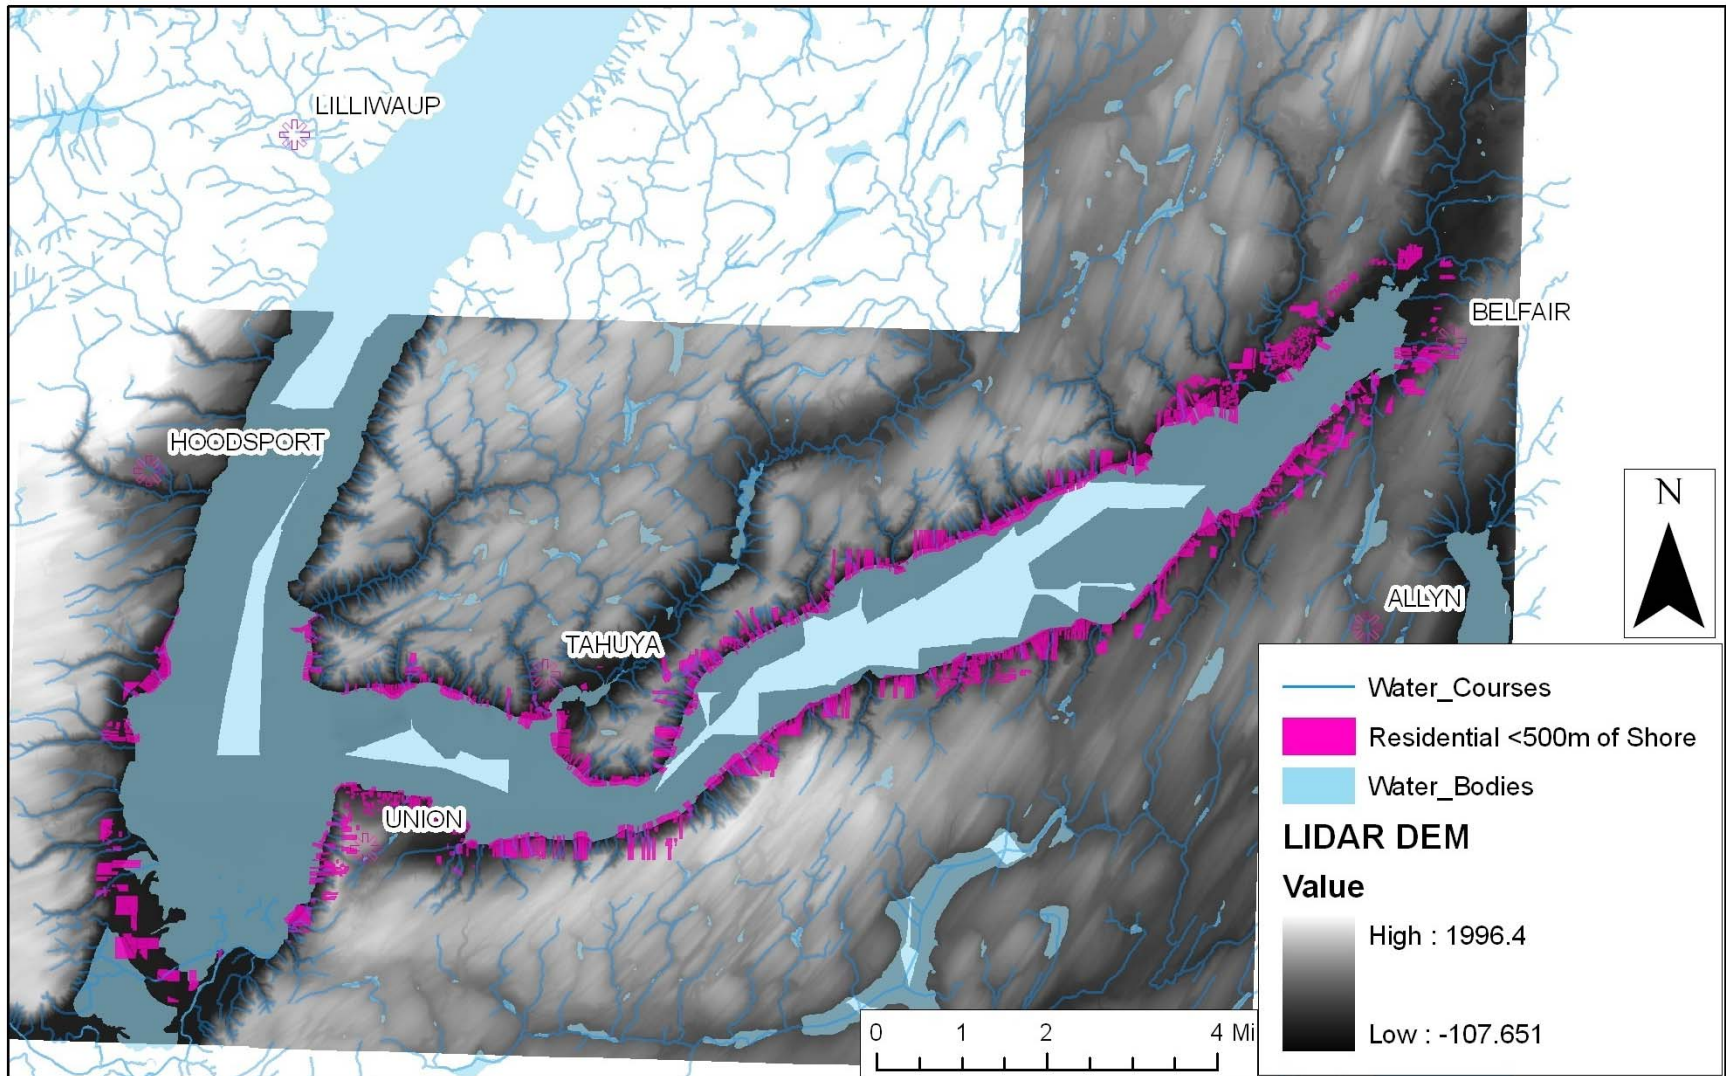 LILLIWAUP
BELFAIR
HOODSPORT
N
ALLYN
TAHUYA
UNION
Water_Courses
Residential <500m of Shore
Water_Bodies
LIDAR DEM
Value
High : 1996.4
Low : -107.651
0 1 2 4 Mi